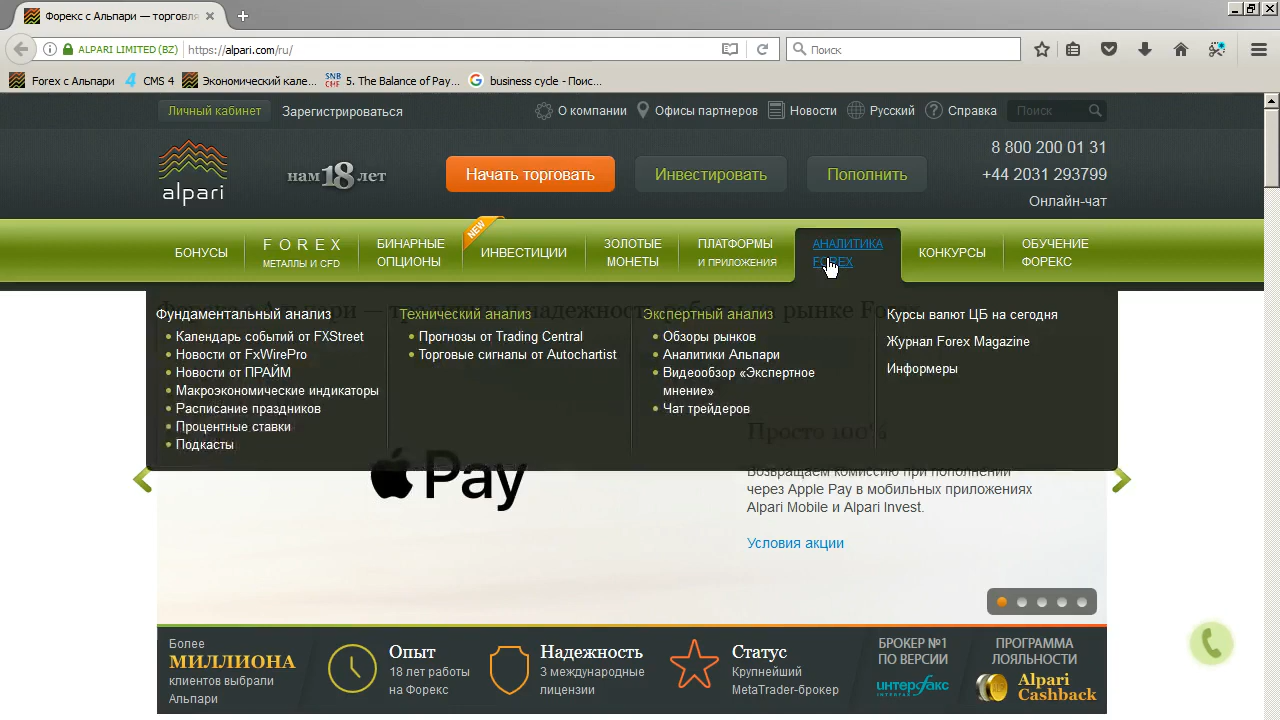 Форекс с Альпари — торговля
ALPARI LIMITED (BZ)
https://alpari.com/ru/
Поиск
Forex с Альпари
CMS 4
Экономический кале...
SNB
5. The Balance of Pay...
business cycle - Поис...
Личный кабинет
Зарегистрироваться
О компании
Офисы партнеров
Новости
Русский
Справка
Поиск
alpari
нам 18 лет
Начать торговать
Инвестировать
Пополнить
8 800 200 01 31
+44 2031 293799
Онлайн-чат
БОНУСЫ
FOREX
МЕТАЛЛЫ И CFD
БИНАРНЫЕ
ОПЦИОНЫ
NEW
ИНВЕСТИЦИИ
ЗОЛОТЫЕ
МОНЕТЫ
ПЛАТФОРМЫ
И ПРИЛОЖЕНИЯ
АНАЛИТИКА
FOREX
КОНКУРСЫ
ОБУЧЕНИЕ
ФОРЕКС
Фундаментальный анализ
Календарь событий от FXStreet
Новости от FxWirePro
Новости от ПРАЙМ
Макроэкономические индикаторы
Расписание праздников
Процентные ставки
Подкасты
Технический анализ
Прогнозы от Trading Central
Торговые сигналы от Autochartist
Экспертный анализ
Обзоры рынков
Аналитики Альпари
Видеообзор «Экспертное
мнение»
Чат трейдеров
Курсы валют ЦБ на сегодня
Журнал Forex Magazine
Информеры
Pay
Просто 100%
Возвращаем комиссию при пополнении
через Apple Pay в мобильных приложениях
Alpari Mobile и Alpari Invest.
Условия акции
Более
МИЛЛИОНА
клиентов выбрали
Альпари
Опыт
18 лет работы
на Форекс
Надежность
3 международные
лицензии
Статус
Крупнейший
MetaTrader-брокер
БРОКЕР №1
ПО ВЕРСИИ
интерфакс
INTERFAX
ПРОГРАММА
ЛОЯЛЬНОСТИ
Alpari
Cashback